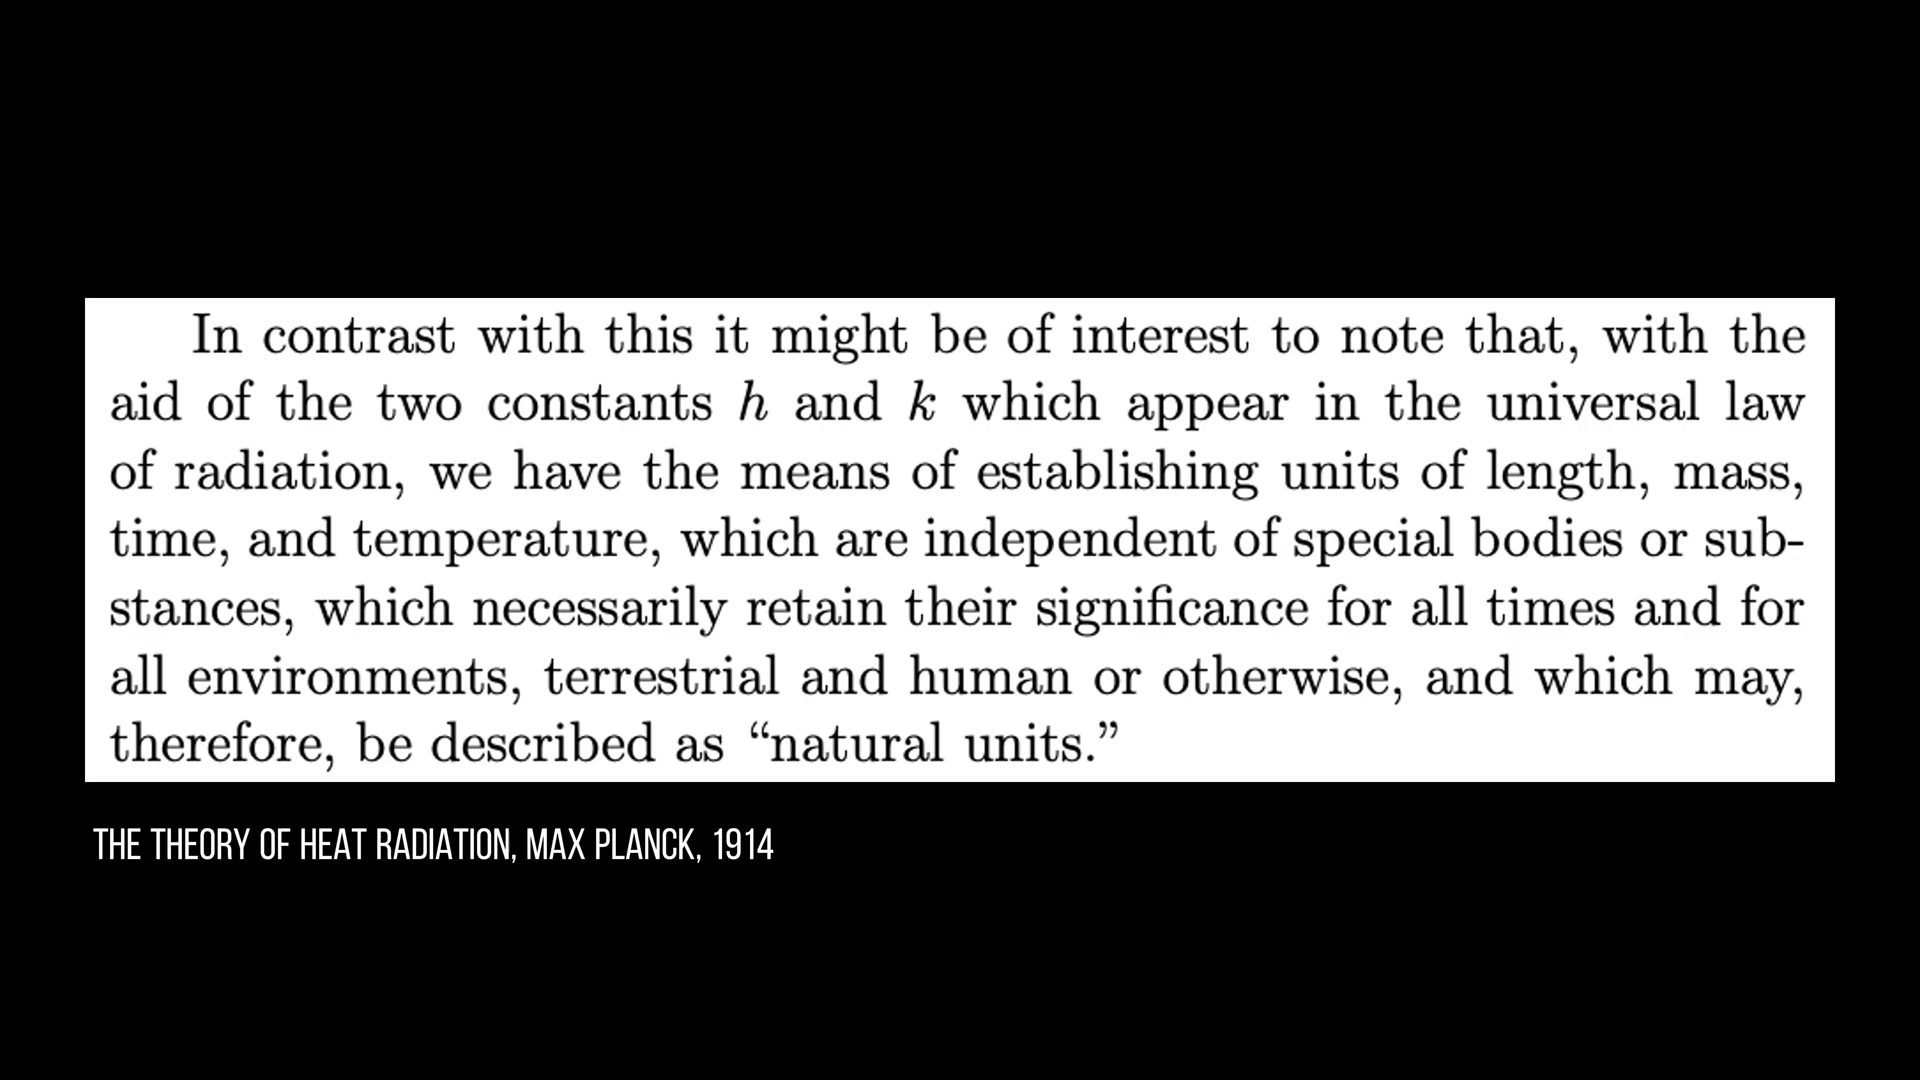 In contrast with this it might be of interest to note that, with the
aid of the two constants h and k which appear in the universal law
of radiation, we have the means of establishing units of length, mass,
time, and temperature, which are independent of special bodies or sub-
stances, which necessarily retain their significance for all times and for
all environments, terrestrial and human or otherwise, and which may,
therefore, be described as “natural units.”
THE THEORY OF HEAT RADIATION, MAX PLANCK, 1914